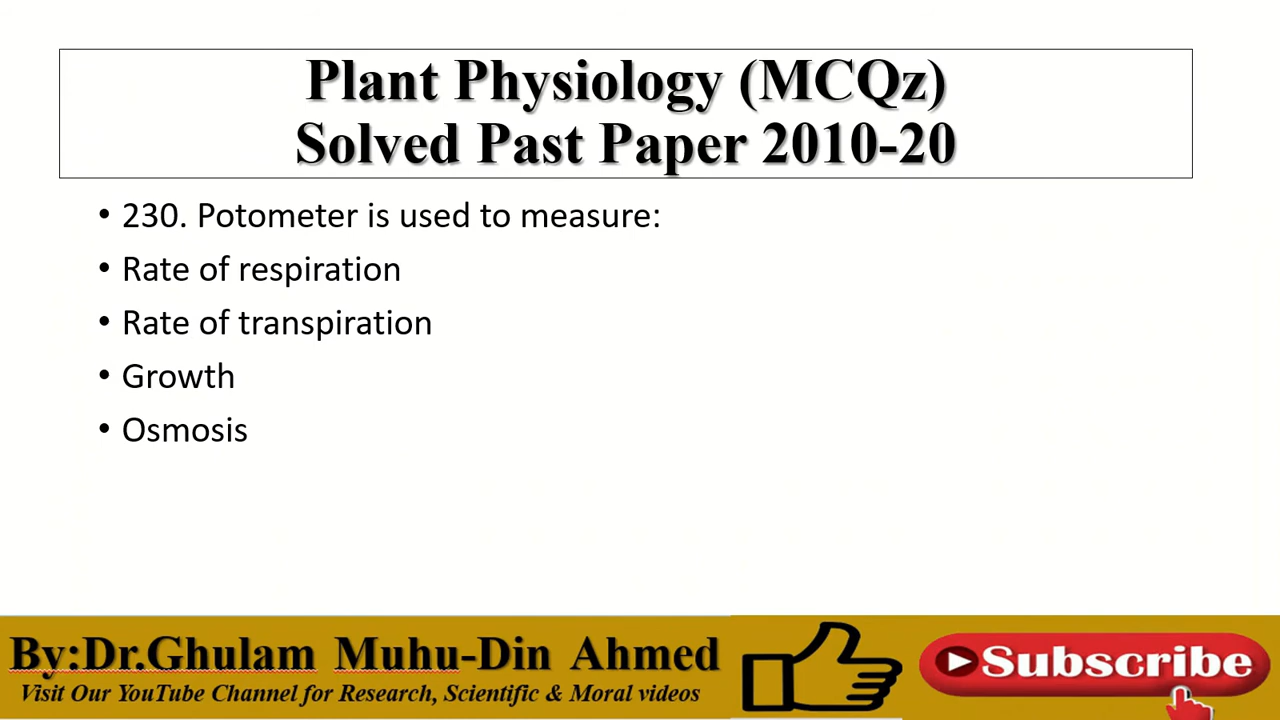 Plant Physiology (MCQz)
Solved Past Paper 2010-20
• 230. Potometer is used to measure:
• Rate of respiration
• Rate of transpiration
• Growth
• Osmosis
By:Dr.Ghulam Muhu-Din Ahmed
Visit Our YouTube Channel for Research, Scientific & Moral videos
Subscribe